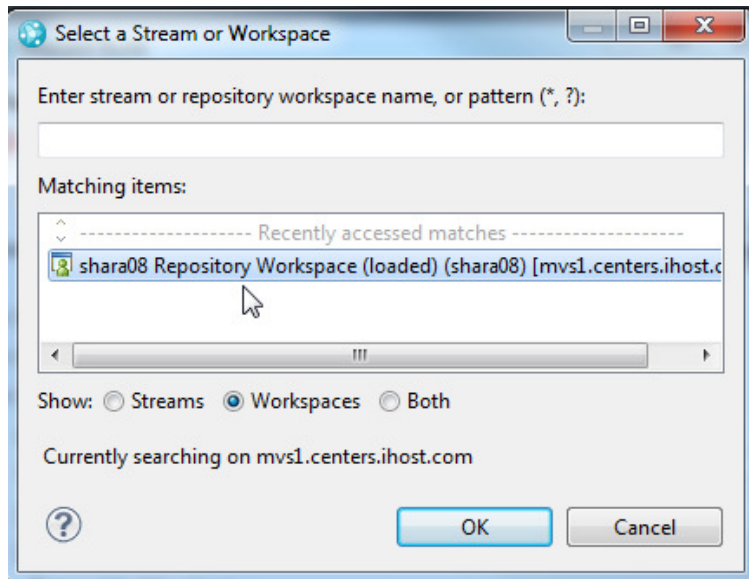 Select a Stream or Workspace
Enter stream or repository workspace name, or pattern (*, ?):
Matching items:
-------------------- Recently accessed matches --------------------
shara08 Repository Workspace (loaded) (shara08) [mvs1.centers.ihost.c
Show: Streams Workspaces Both
Currently searching on mvs1.centers.ihost.com
? OK Cancel